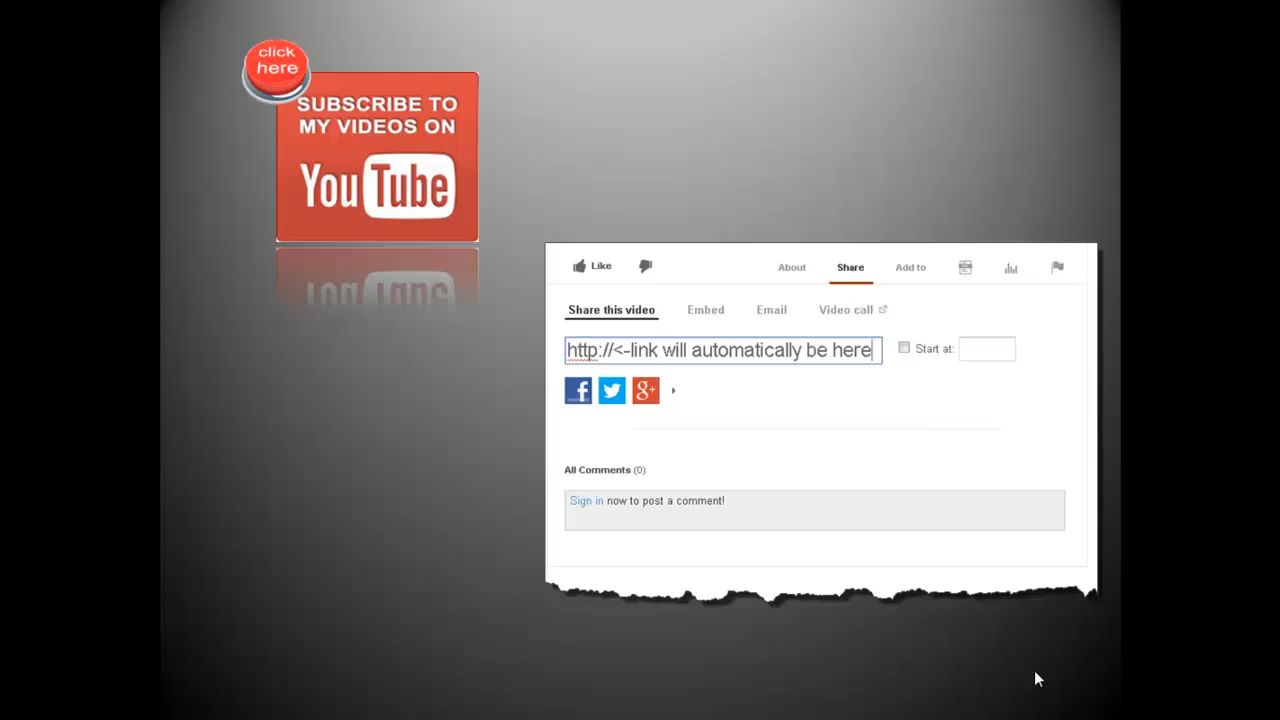 click
here
SUBSCRIBE TO
MY VIDEOS ON
YouTube
Like
About
Share
Add to
Share this video
Embed
Email
Video call
http://<-link will automatically be here
Start at:
f
g+
All Comments (0)
Sign in now to post a comment!